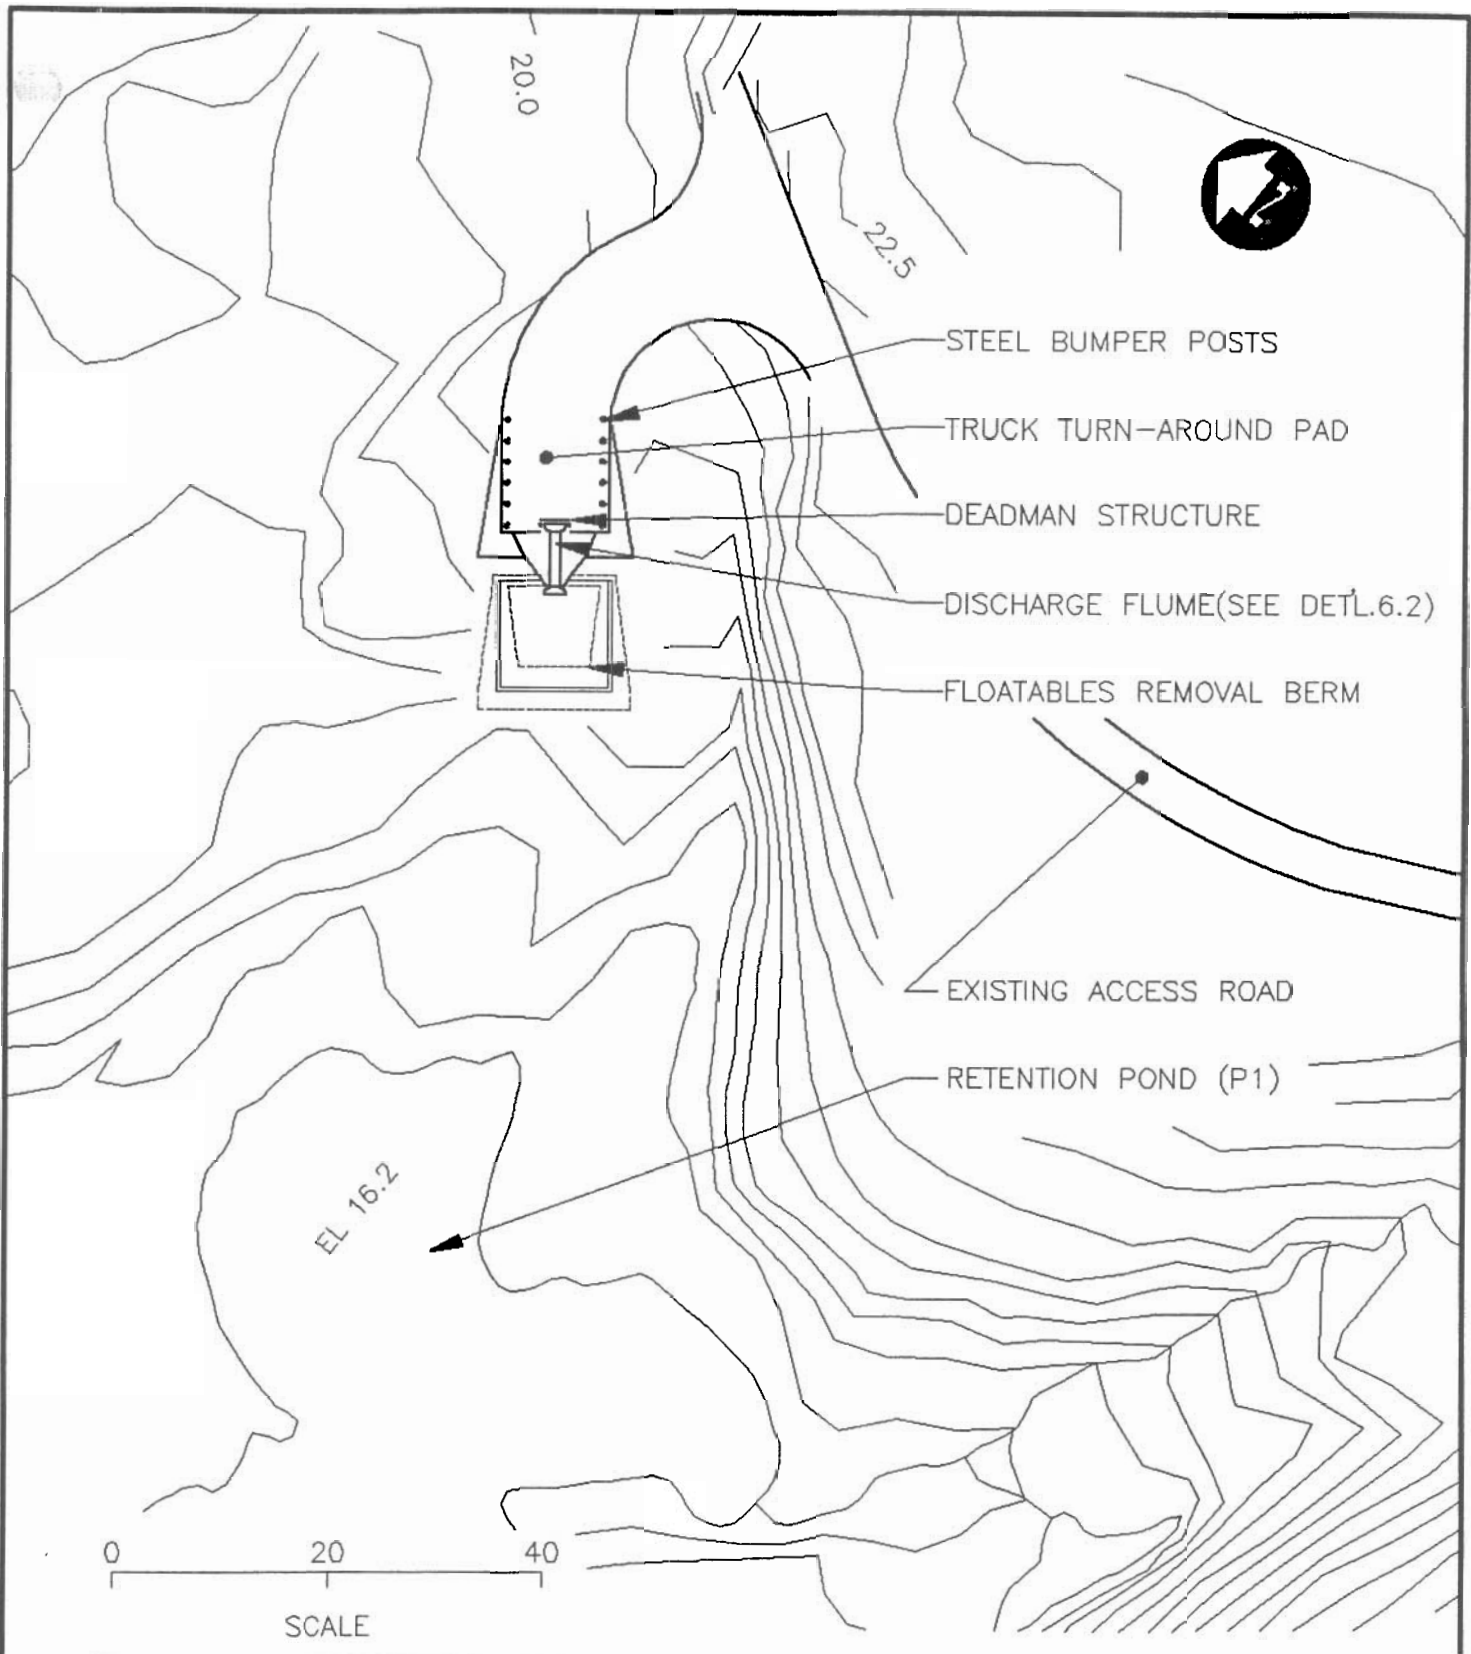 20.0
22.5
STEEL BUMPER POSTS
TRUCK TURN-AROUND PAD
DEADMAN STRUCTURE
DISCHARGE FLUME(SEE DET'L.6.2)
FLOATABLES REMOVAL BERM
EXISTING ACCESS ROAD
RETENTION POND (P1)
EL 16.2
0 20 40
SCALE